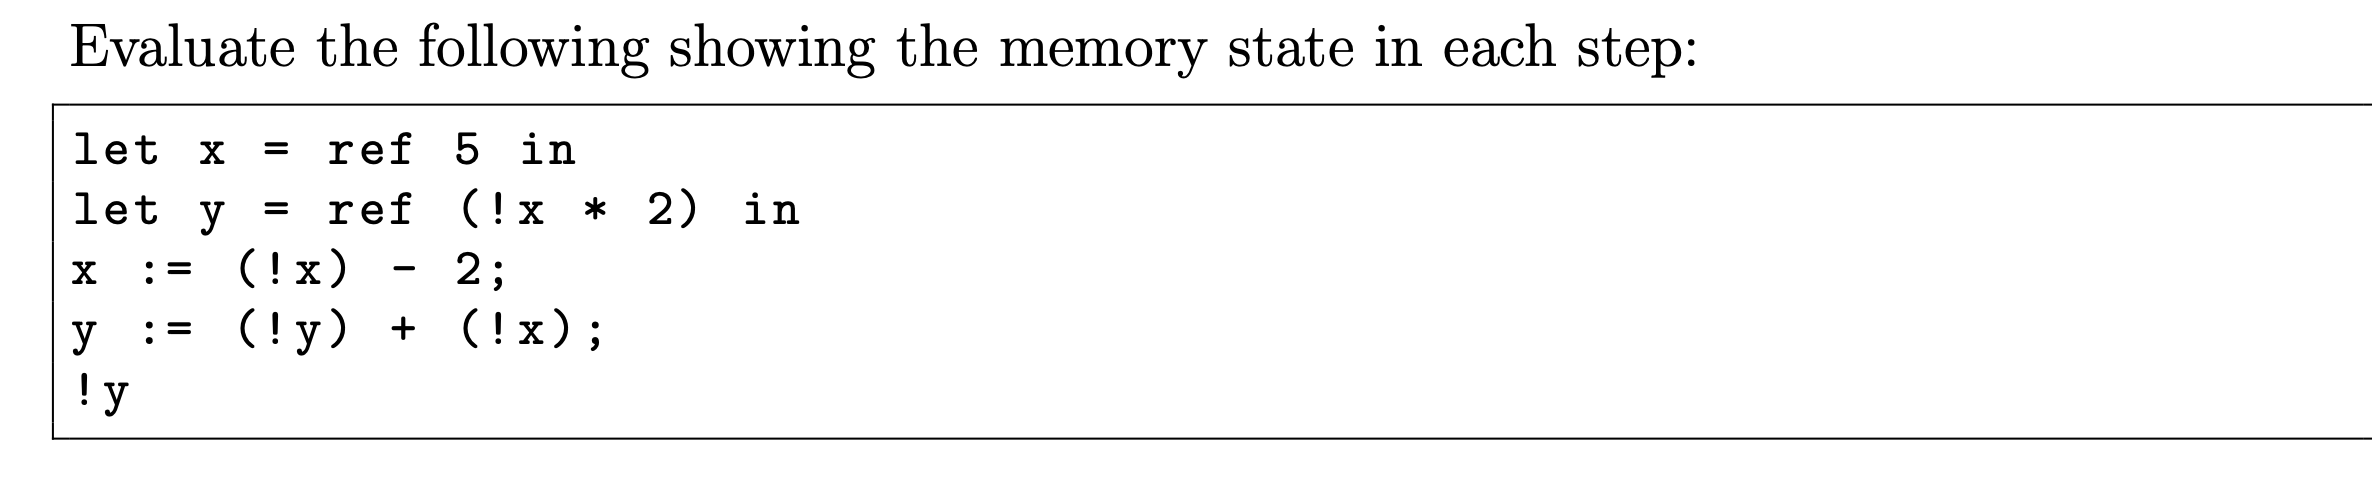 Evaluate the following showing the memory state in each step:
let x = ref 5 in
let y = ref (!x * 2) in
x := (!x) - 2;
y := (!y) + (!x);
!y